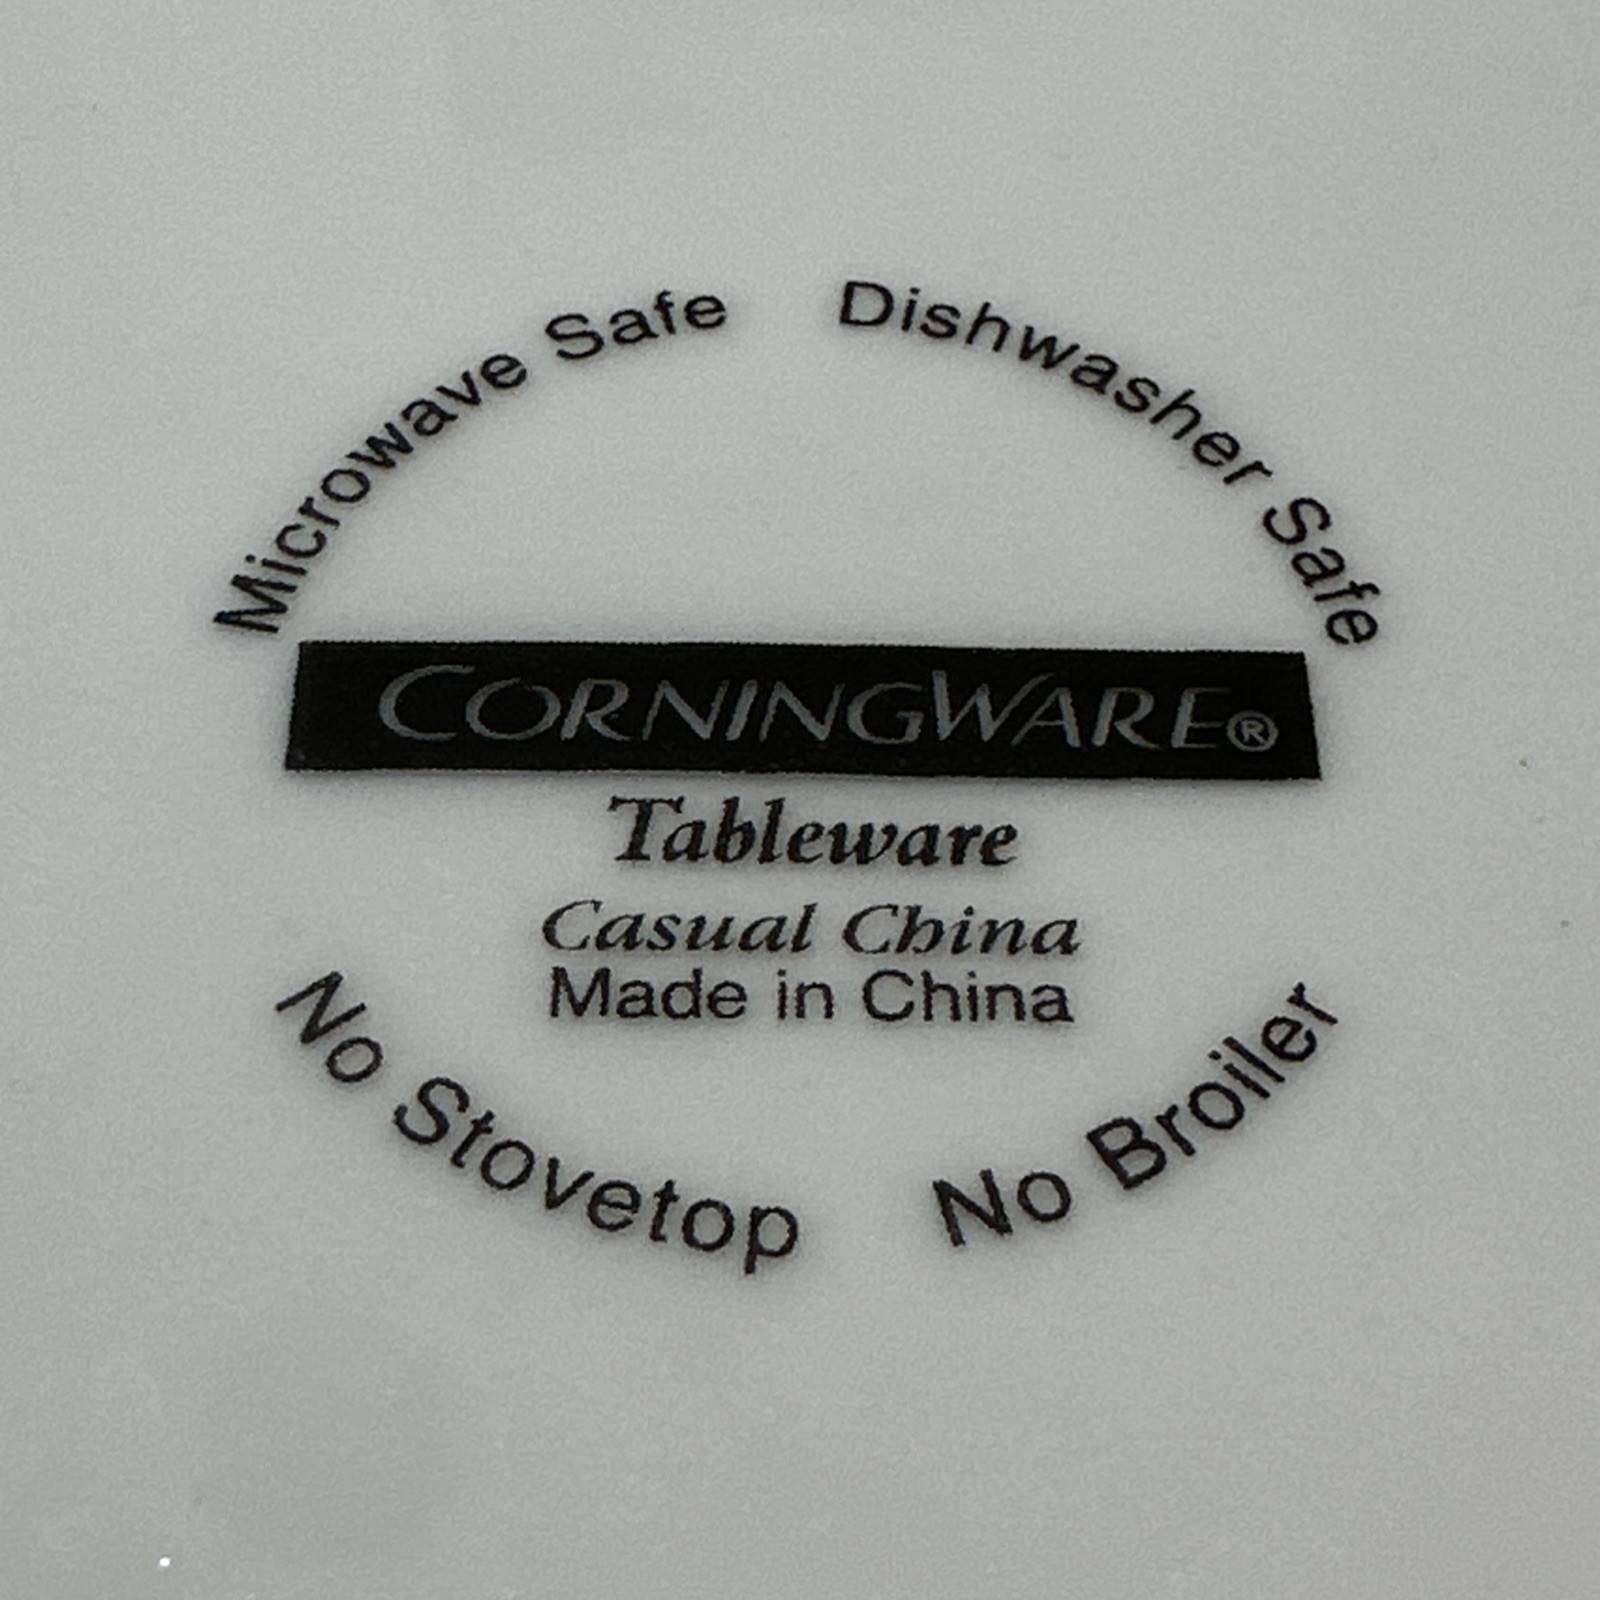 Microwave Safe Dishwasher Safe
CORNINGWARE®
Tableware
Casual China
Made in China
No Stovetop No Broiler